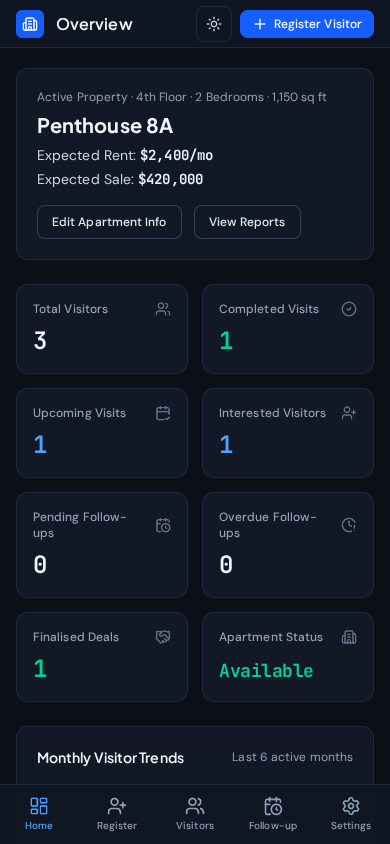 Overview
Register Visitor
Active Property · 4th Floor · 2 Bedrooms · 1,150 sq ft
Penthouse 8A
Expected Rent: $2,400/mo
Expected Sale: $420,000
Edit Apartment Info
View Reports
Total Visitors
3
Completed Visits
1
Upcoming Visits
1
Interested Visitors
1
Pending Follow-
ups
0
Overdue Follow-
ups
0
Finalised Deals
1
Apartment Status
Available
Monthly Visitor Trends
Last 6 active months
Home
Register
Visitors
Follow-up
Settings